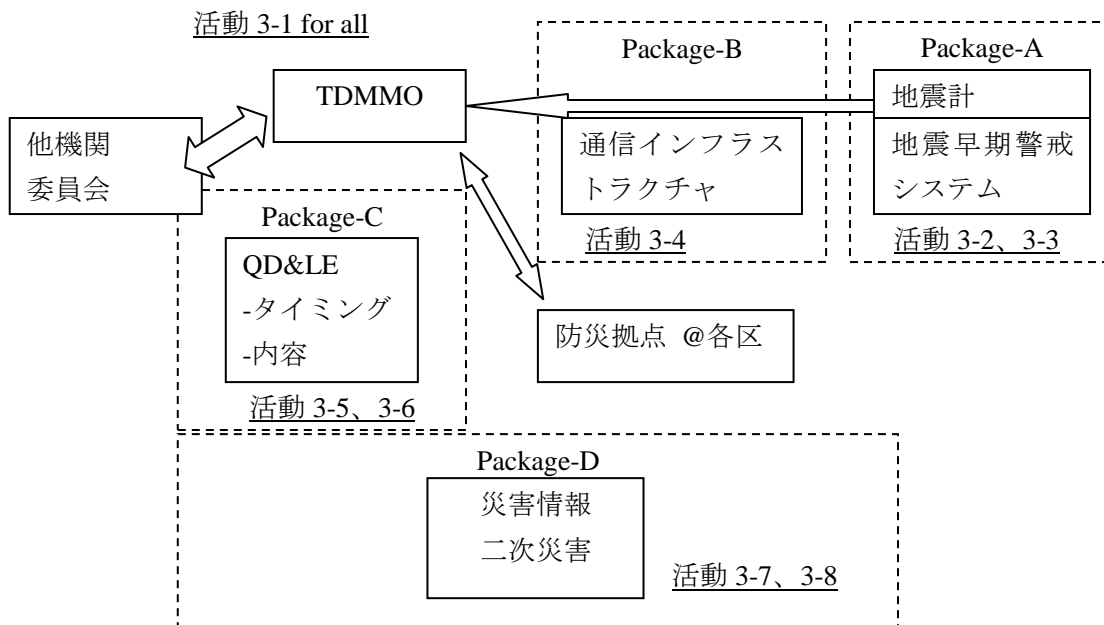 活動 3-1 for all
Package-B
Package-A
TDMMO
地震計
他機関
委員会
通信インフラス
トラクチャ
地震早期警戒
システム
Package-C
活動 3-4
活動 3-2、3-3
QD&LE
-タイミング
-内容
防災拠点 @各区
活動 3-5、3-6
Package-D
災害情報
二次災害
活動 3-7、3-8